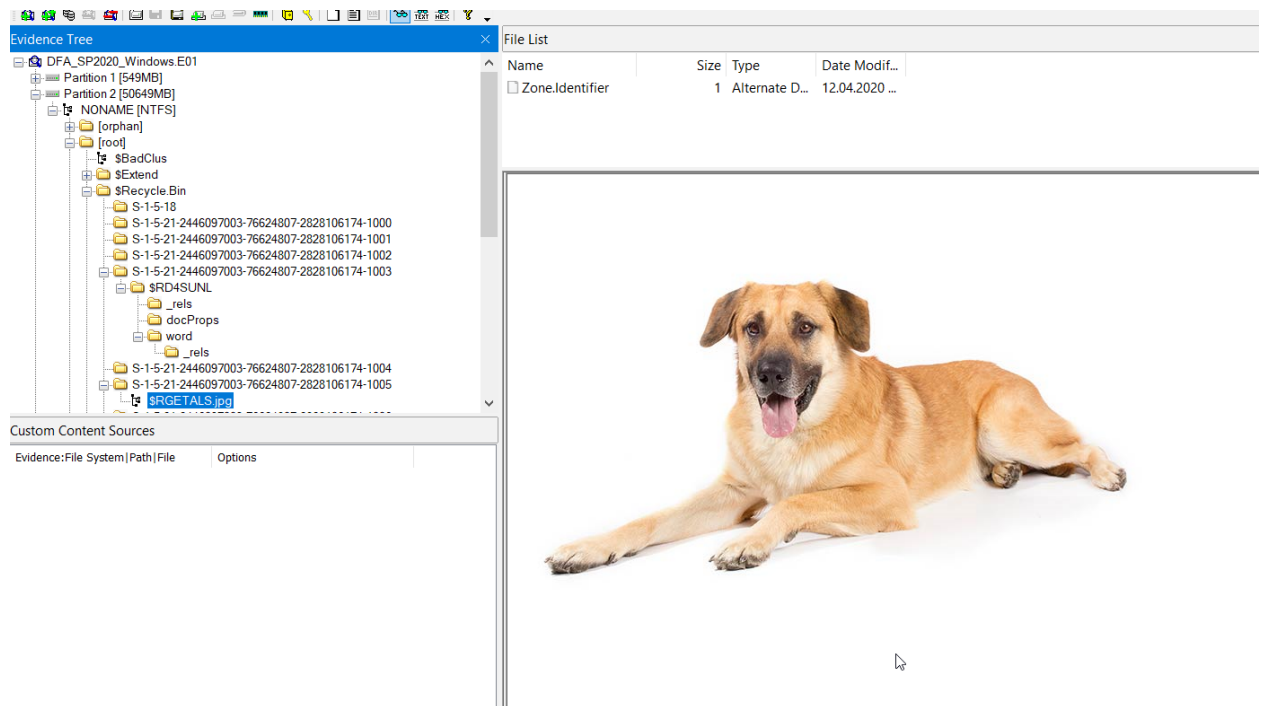 TEXT HEX
Evidence Tree
DFA_SP2020_Windows.E01
Partition 1 [549MB]
Partition 2 [50649MB]
NONAME [NTFS]
[orphan]
[root]
$BadClus
$Extend
$Recycle.Bin
S-1-5-18
S-1-5-21-2446097003-76624807-2828106174-1000
S-1-5-21-2446097003-76624807-2828106174-1001
S-1-5-21-2446097003-76624807-2828106174-1002
S-1-5-21-2446097003-76624807-2828106174-1003
$RD4SUNL
_rels
docProps
word
_rels
S-1-5-21-2446097003-76624807-2828106174-1004
S-1-5-21-2446097003-76624807-2828106174-1005
$RGETALS.jpg
Custom Content Sources
Evidence:File System|Path|File Options
File List
Name Size Type Date Modif...
Zone.Identifier 1 Alternate D... 12.04.2020 ...